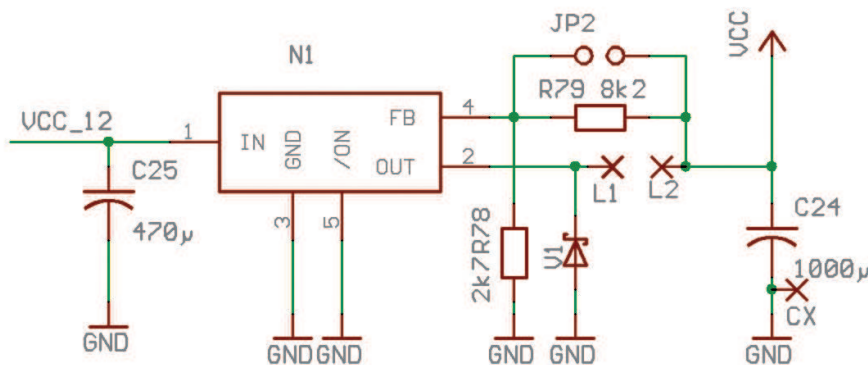 JP2
VCC
N1
R79 8k2
VCC_12
1
IN
GND
/ON
FB
OUT
4
2
C25
470µ
3
5
L1
L2
2k7R78
V1
C24
1000µ
CX
GND
GND
GND
GND
GND
GND